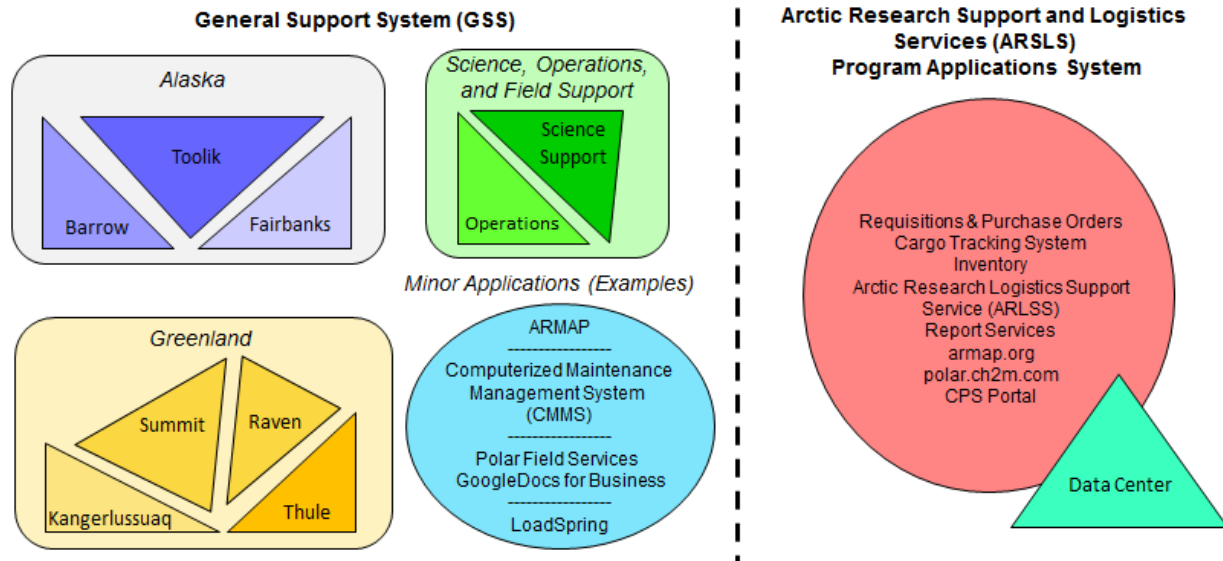 General Support System (GSS)
Alaska
Toolik
Barrow
Fairbanks
Science, Operations,
and Field Support
Science
Support
Operations
Greenland
Summit
Raven
Kangerlussuaq
Thule
Minor Applications (Examples)
ARMAP
------------------
Computerized Maintenance
Management System
(CMMS)
------------------
Polar Field Services
GoogleDocs for Business
------------------
LoadSpring
Arctic Research Support and Logistics
Services (ARSLS)
Program Applications System
Requisitions & Purchase Orders
Cargo Tracking System
Inventory
Arctic Research Logistics Support
Service (ARLSS)
Report Services
armap.org
polar.ch2m.com
CPS Portal
Data Center